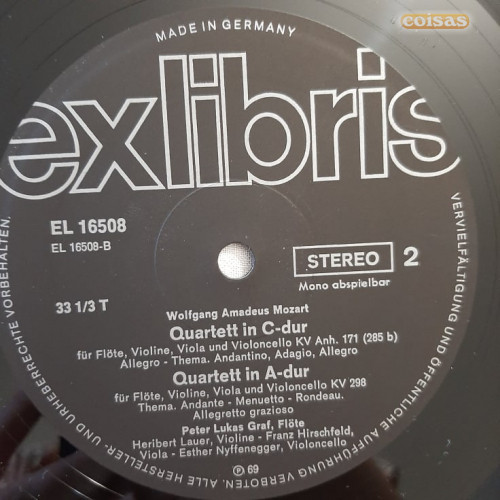 coisas
MADE IN GERMANY
exlibris
EL 16508
EL 16508-B
STEREO 2
Mono abspielbar
33 1/3 T
Wolfgang Amadeus Mozart
Quartett in C-dur
für Flöte, Violine, Viola und Violoncello KV Anh. 171 (285 b)
Allegro - Thema. Andantino, Adagio, Allegro
Quartett in A-dur
für Flöte, Violine, Viola und Violoncello KV 298
Thema. Andante - Menuetto - Rondeau.
Allegretto grazioso
Peter Lukas Graf, Flöte
Heribert Lauer, Violine - Franz Hirschfeld,
Viola - Esther Nyffenegger, Violoncello
℗ 69
ALLE HERSTELLER- UND URHEBERRECHTE VORBEHALTEN.
VERVIELFÄLTIGUNG UND ÖFFENTLICHE AUFFÜHRUNG VERBOTEN.